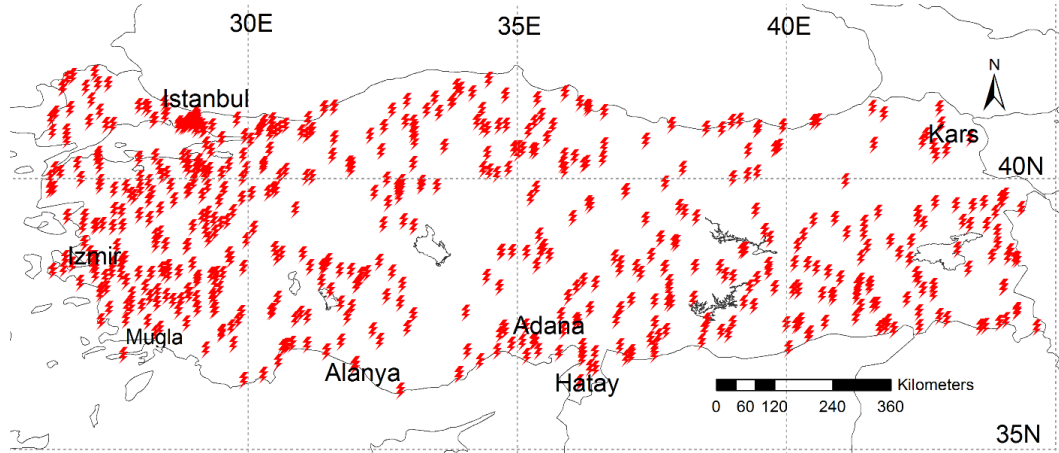 30E
35E
40E
N
Istanbul
Kars
40N
Izmir
Mugla
Adana
Alanya
Hatay
Kilometers
0 60 120 240 360
35N